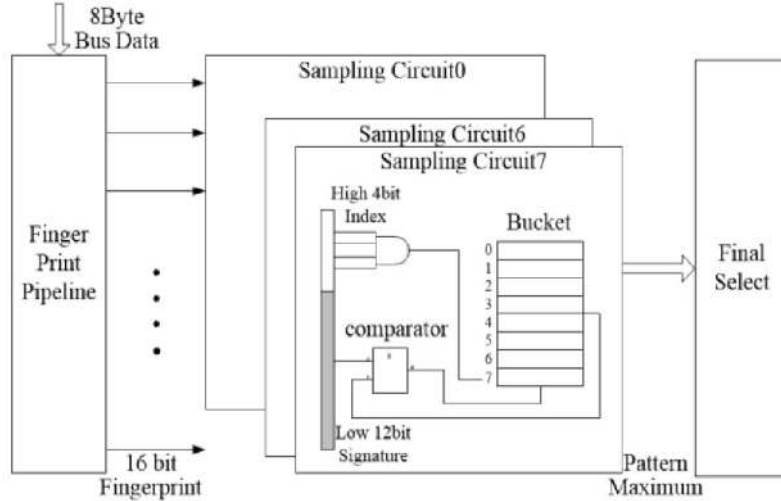 8Byte
Bus Data
Finger
Print
Pipeline
16 bit
Fingerprint
Sampling Circuit0
Sampling Circuit6
Sampling Circuit7
High 4bit
Index
Bucket
0
1
2
3
4
5
6
7
comparator
Low 12bit
Signature
Pattern
Maximum
Final
Select